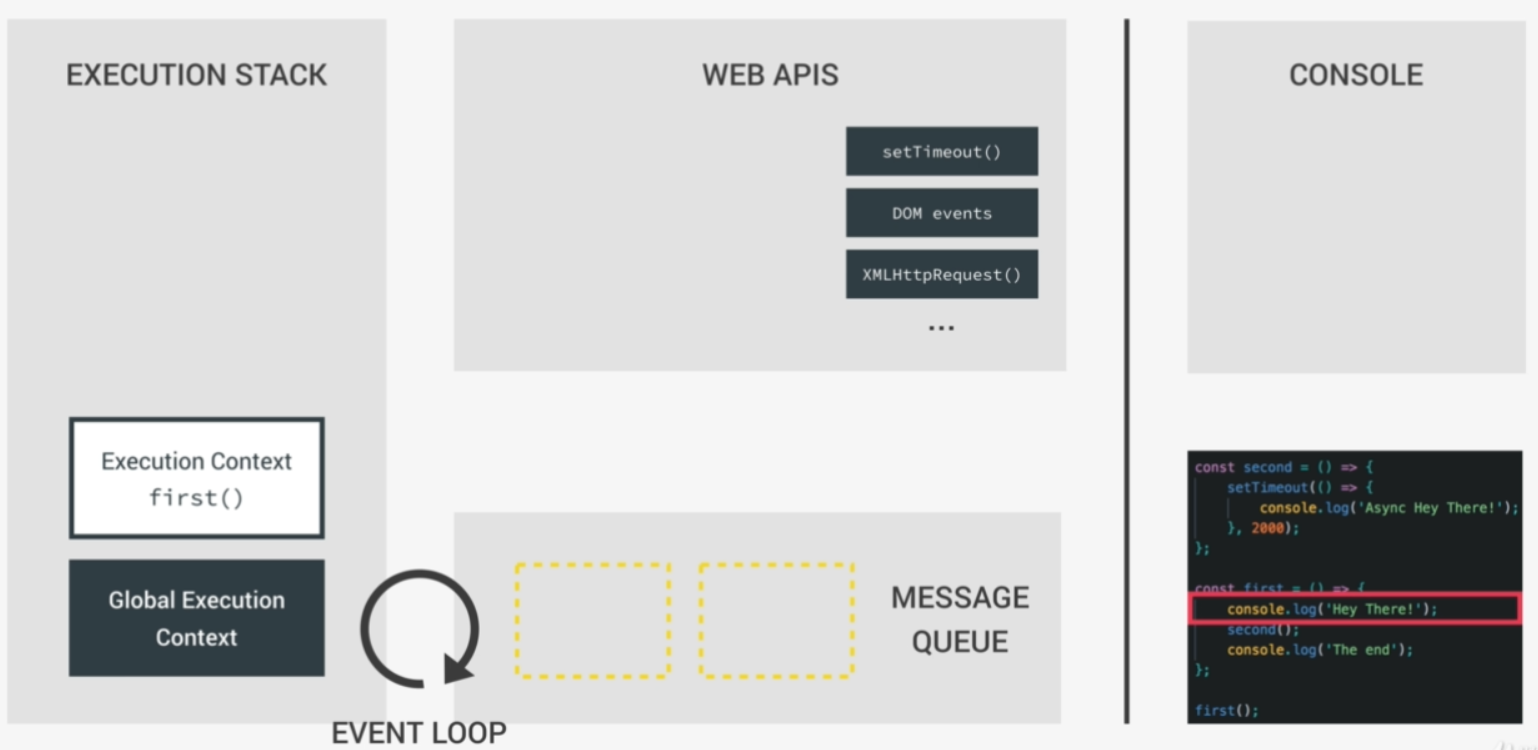 EXECUTION STACK
WEB APIS
CONSOLE
setTimeout()
DOM events
XMLHttpRequest()
...
Execution Context
first()
Global Execution
Context
EVENT LOOP
MESSAGE
QUEUE
const second = () => {
setTimeout(() => {
console.log('Async Hey There!');
}, 2000);
};
const first = () => {
console.log('Hey There!');
second();
console.log('The end');
};
first();